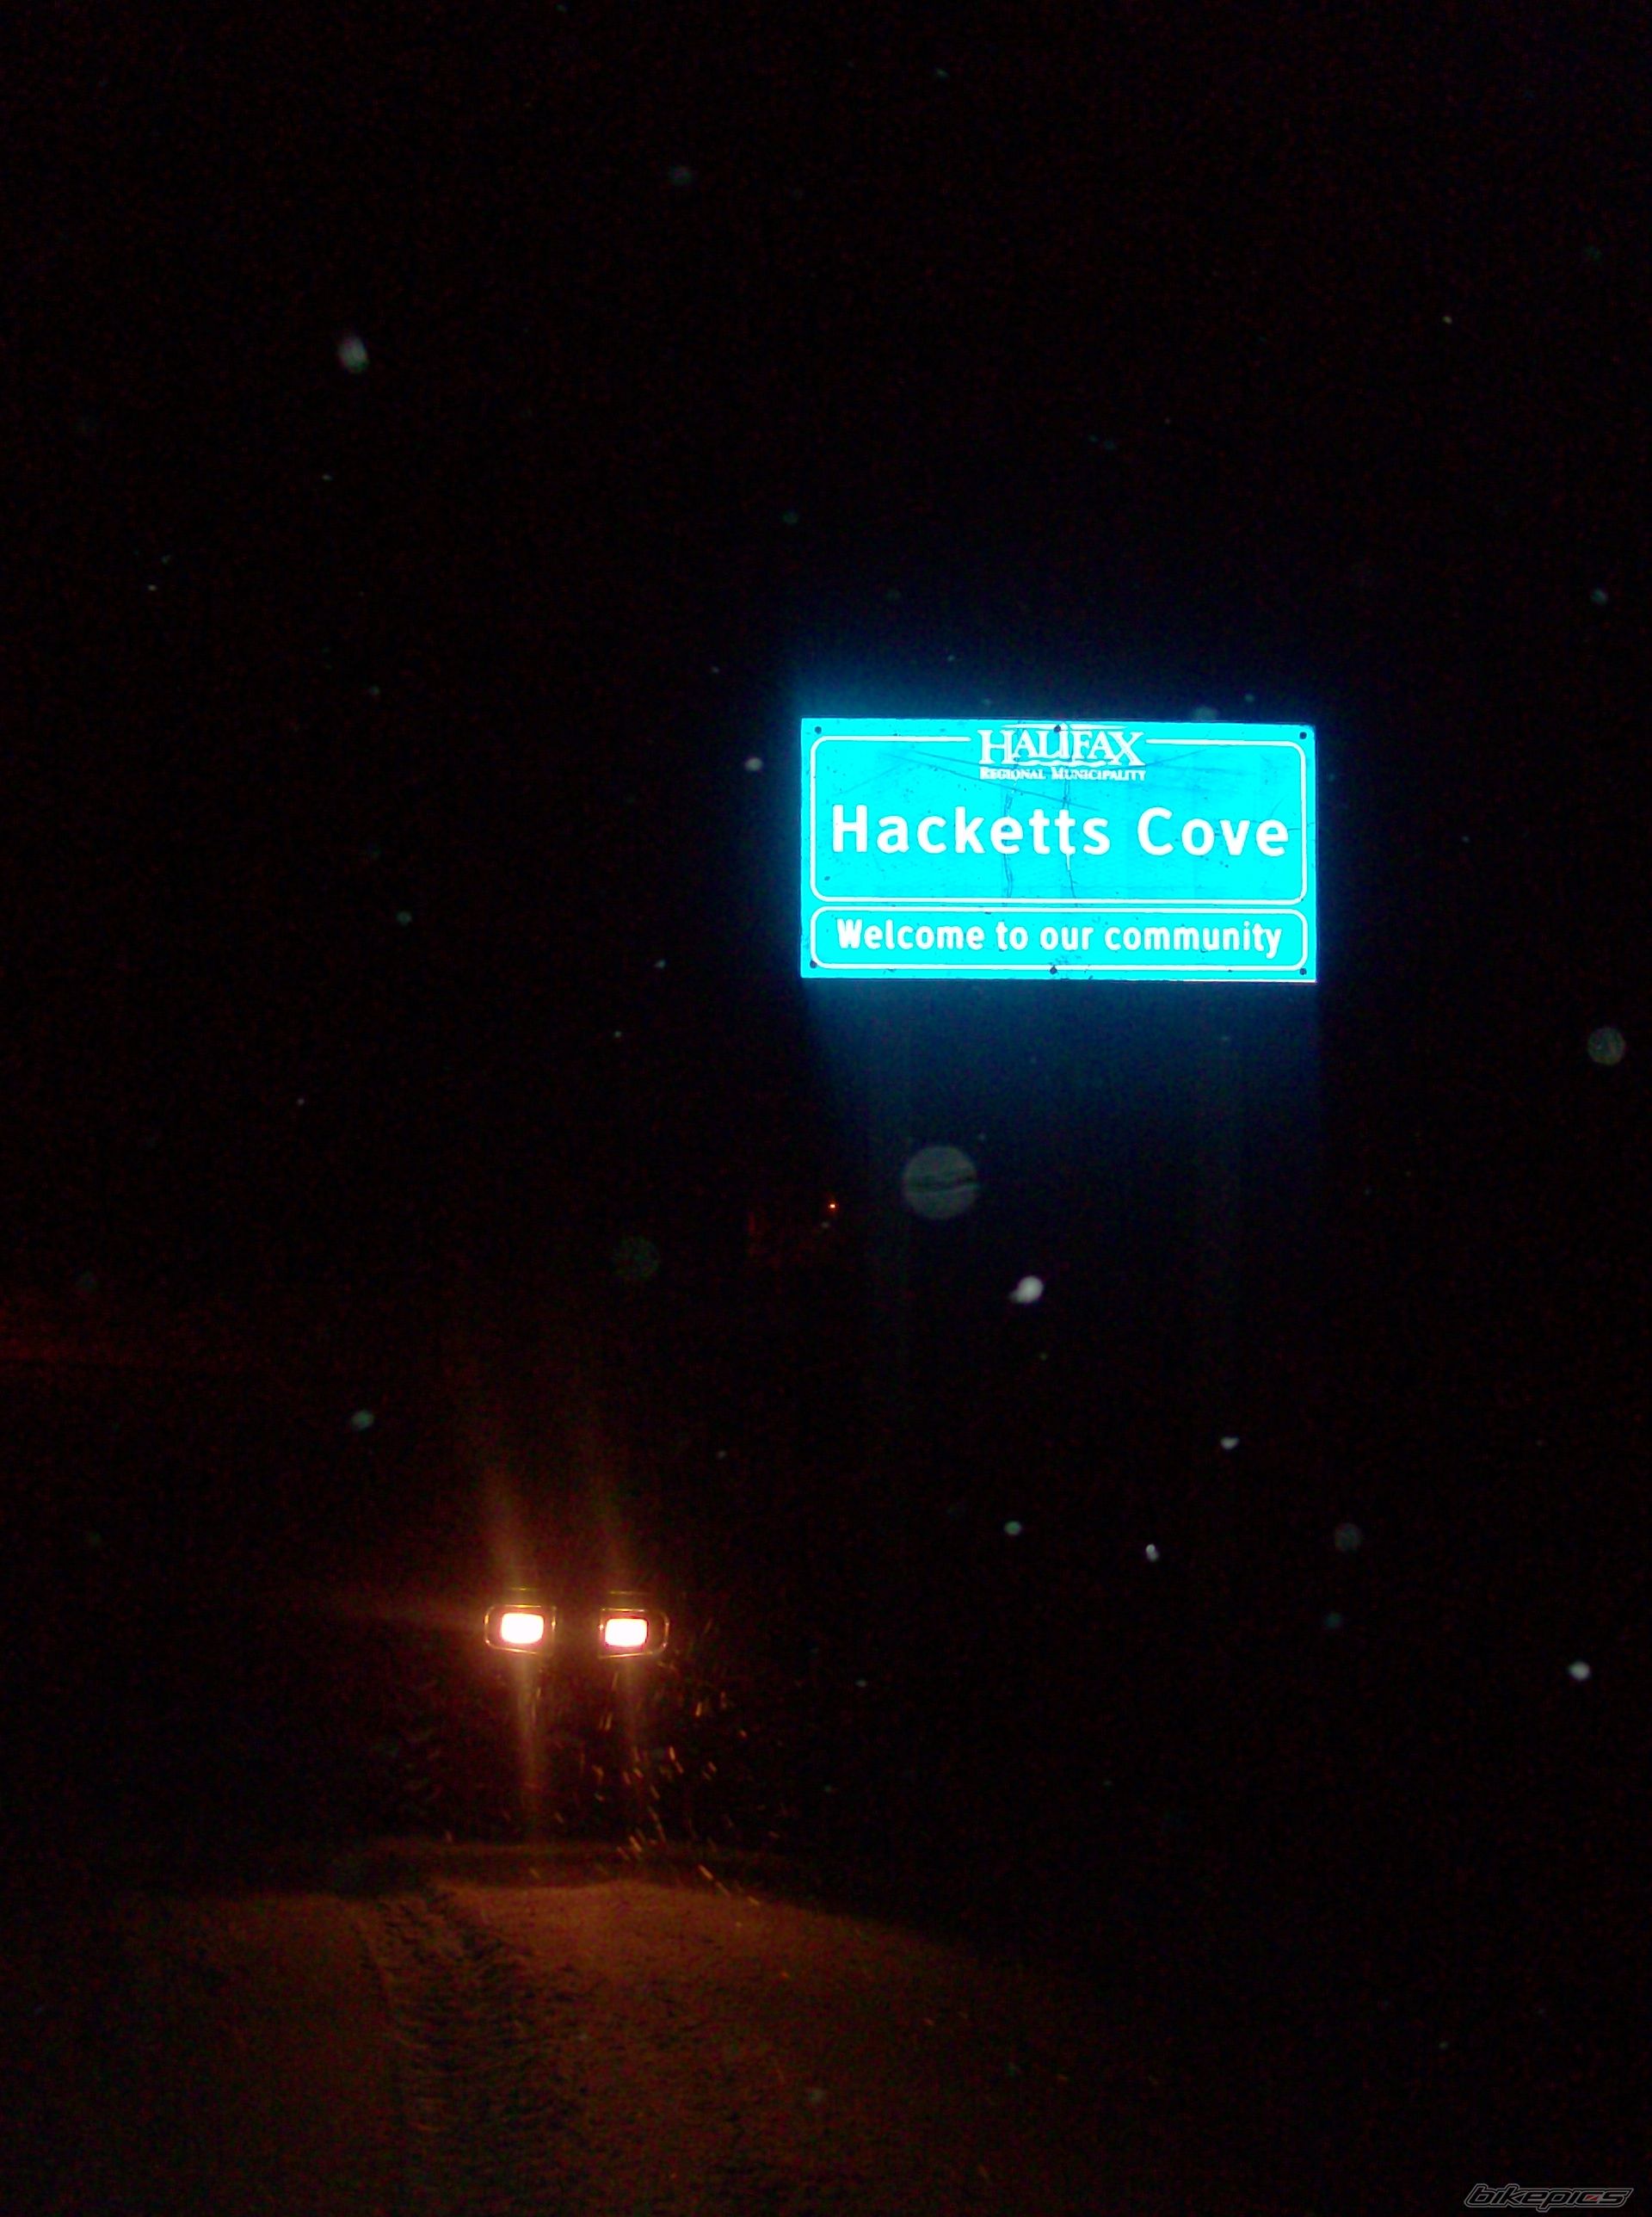 HALIFAX
REGIONAL MUNICIPALITY
Hacketts Cove
Welcome to our community
bikepics